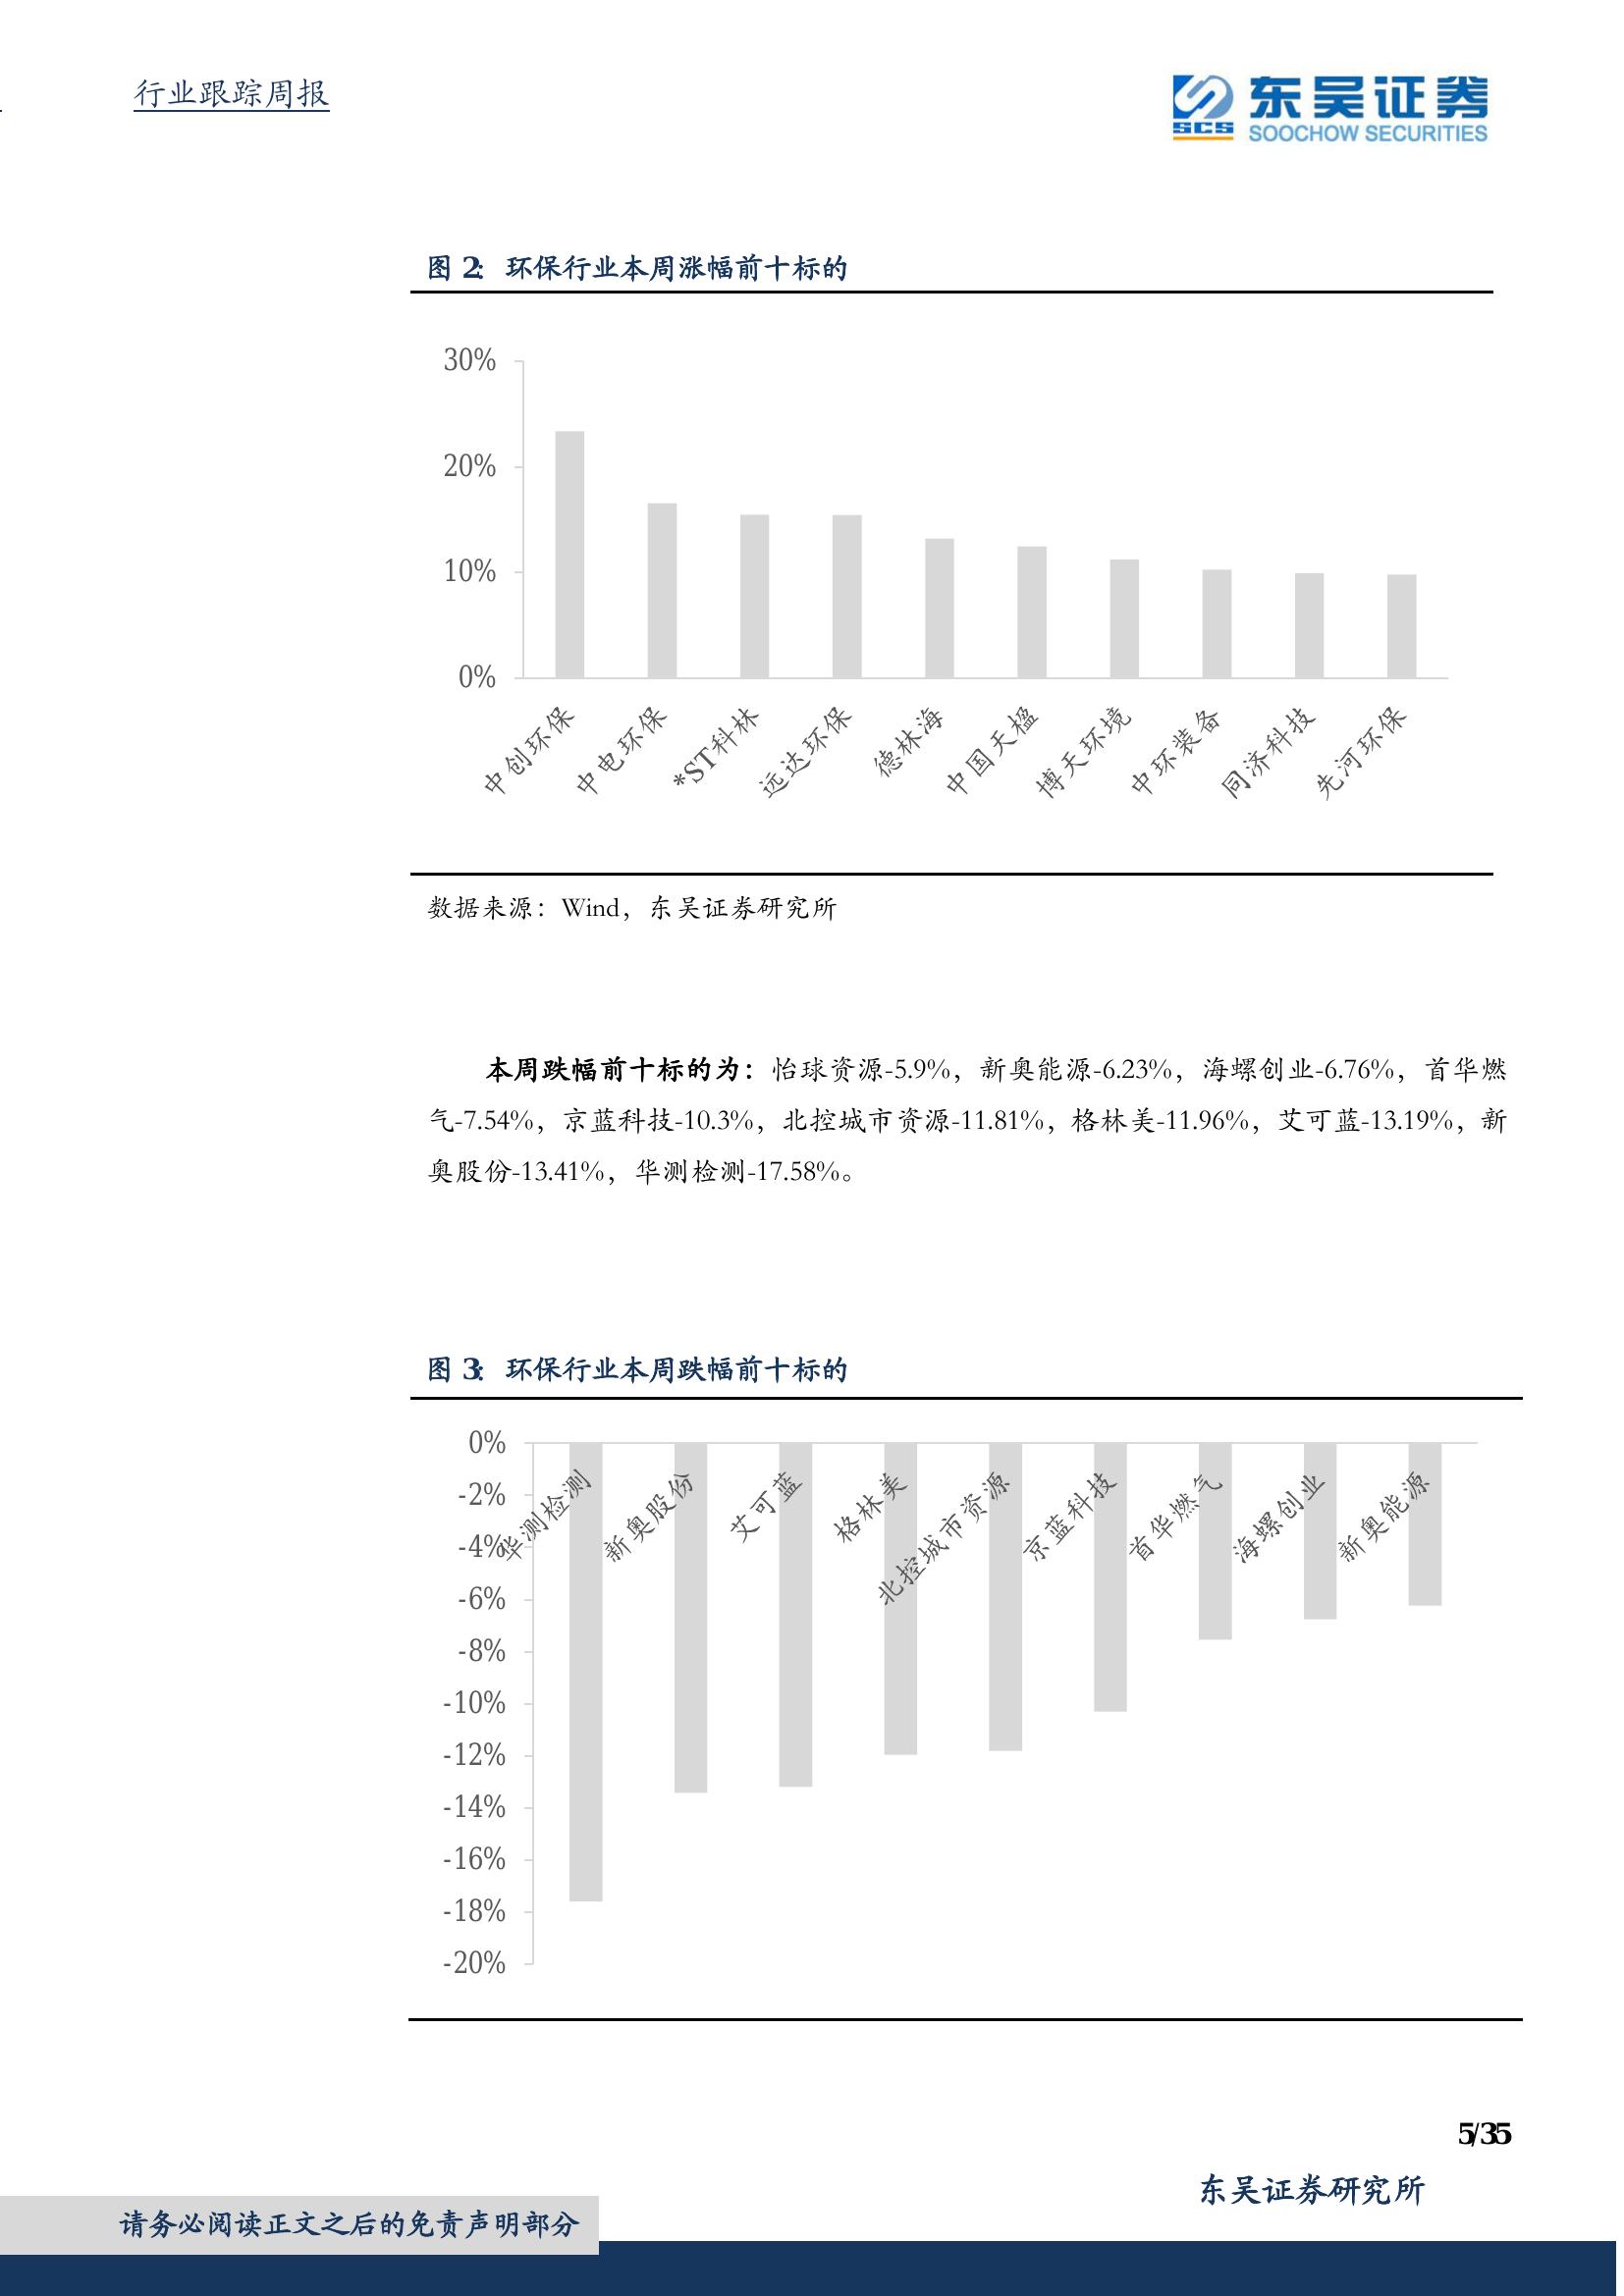 行业跟踪周报
SCS
东吴证券
SOOCHOW SECURITIES
图 2: 环保行业本周涨幅前十标的
30%
20%
10%
0%
中创环保
中电环保
*ST科林
远达环保
德林海
中国天楹
博天环境
中环装备
同济科技
先河环保
数据来源：Wind，东吴证券研究所
本周跌幅前十标的为：怡球资源-5.9%，新奥能源-6.23%，海螺创业-6.76%，首华燃
气-7.54%，京蓝科技-10.3%，北控城市资源-11.81%，格林美-11.96%，艾可蓝-13.19%，新
奥股份-13.41%，华测检测-17.58%。
图 3: 环保行业本周跌幅前十标的
0%
-2%
-4%
-6%
-8%
-10%
-12%
-14%
-16%
-18%
-20%
华测检测
新奥股份
艾可蓝
格林美
北控城市资源
京蓝科技
首华燃气
海螺创业
新奥能源
5/35
东吴证券研究所
请务必阅读正文之后的免责声明部分